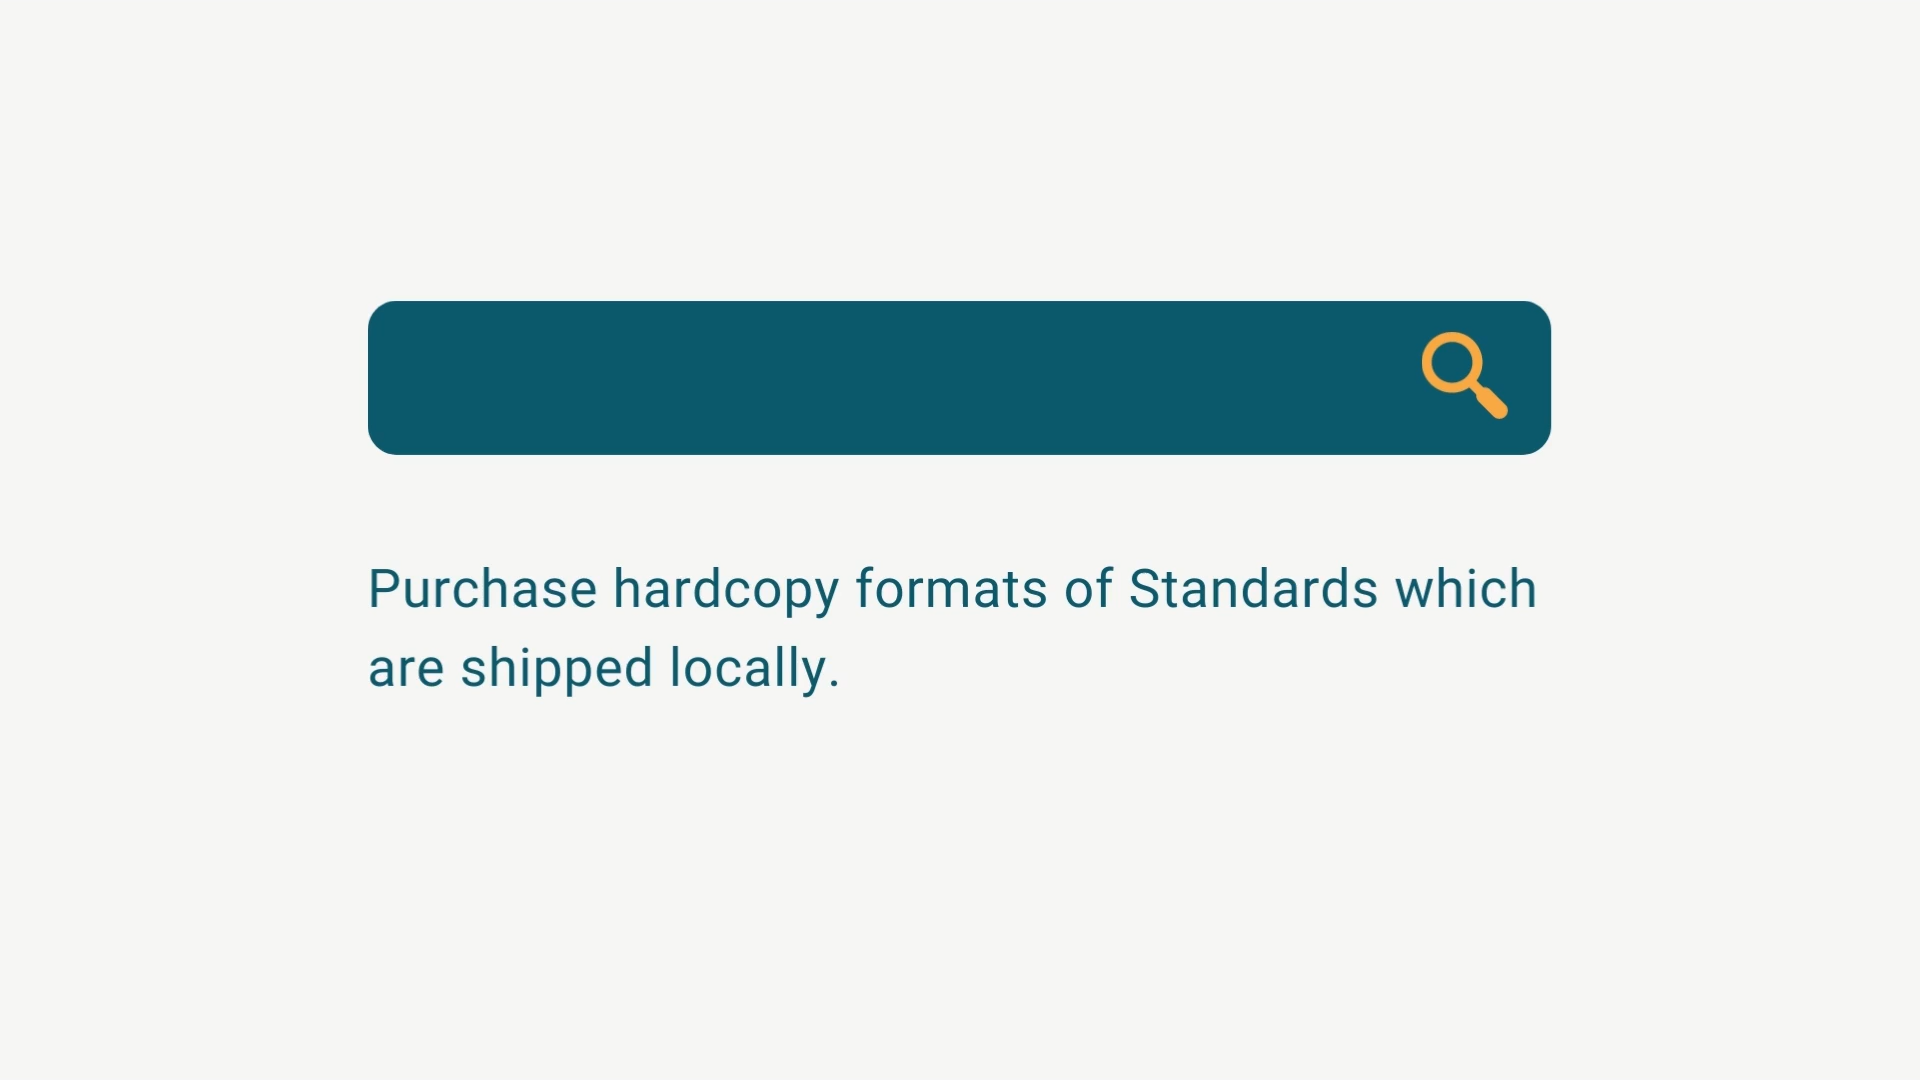 Purchase hardcopy formats of Standards which
are shipped locally.